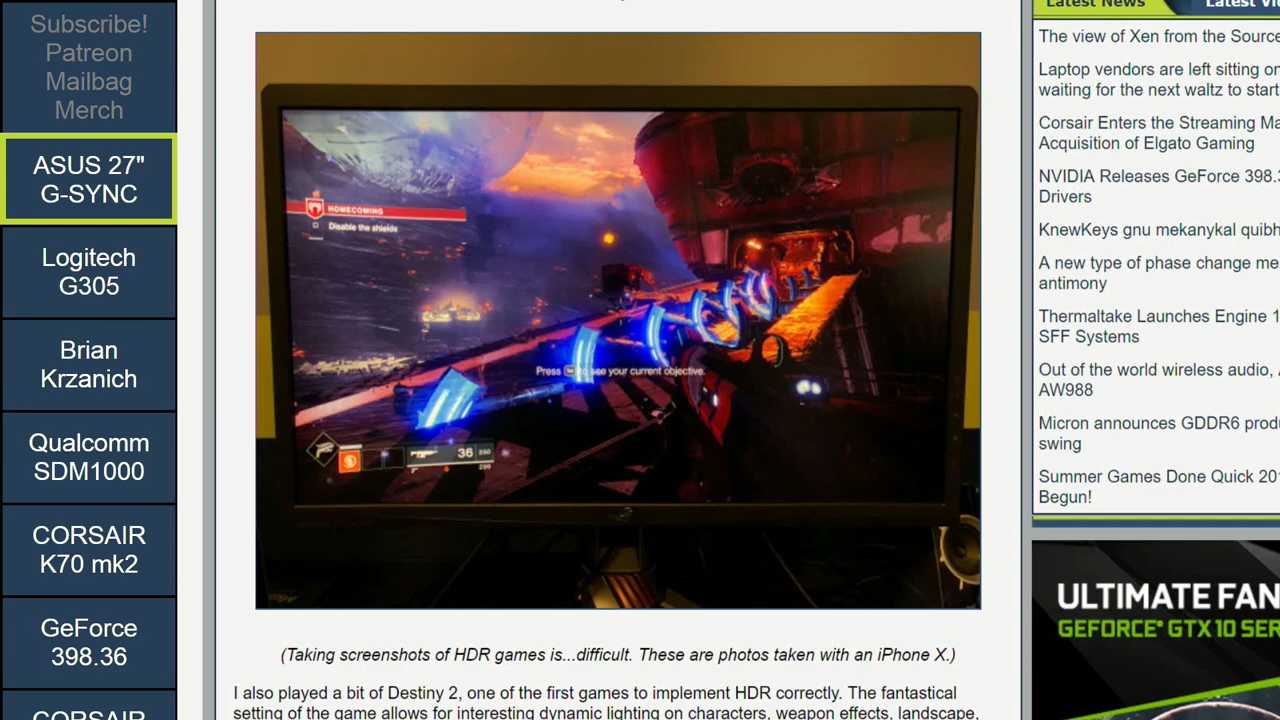 Subscribe!
Patreon
Mailbag
Merch
ASUS 27"
G-SYNC
Logitech
G305
Brian
Krzanich
Qualcomm
SDM1000
CORSAIR
K70 mk2
GeForce
398.36
CORSAIR
HOMECOMING
Disable the shields
Press to see your current objective.
36
(Taking screenshots of HDR games is...difficult. These are photos taken with an iPhone X.)
I also played a bit of Destiny 2, one of the first games to implement HDR correctly. The fantastical
setting of the game allows for interesting dynamic lighting on characters, weapon effects, landscape,
Latest News
Latest
The view of Xen from the Source
Laptop vendors are left sitting on
waiting for the next waltz to start
Corsair Enters the Streaming
Acquisition of Elgato Gaming
NVIDIA Releases GeForce 398.3
Drivers
KnewKeys gnu mekanykal
A new type of phase change
antimony
Thermaltake Launches Engine
SFF Systems
Out of the world wireless audio,
AW988
Micron announces GDDR6
swing
Summer Games Done Quick 20
Begun!
ULTIMATE FAN
GEFORCE® GTX 10 SER